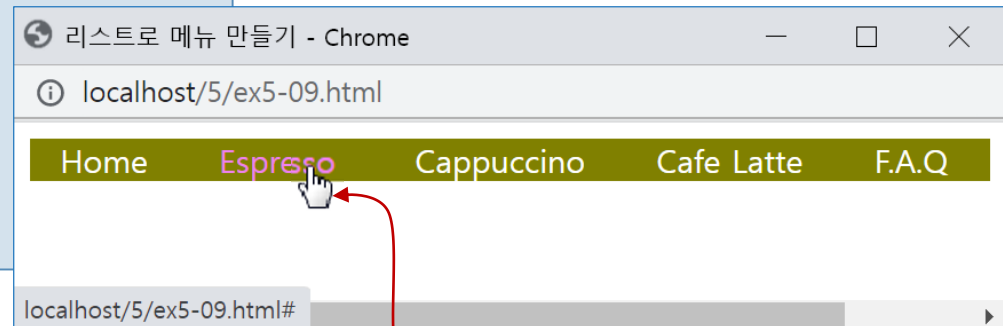 리스트로 메뉴 만들기 - Chrome
localhost/5/ex5-09.html
Home Espresso Cappuccino Cafe Latte F.A.Q
localhost/5/ex5-09.html#